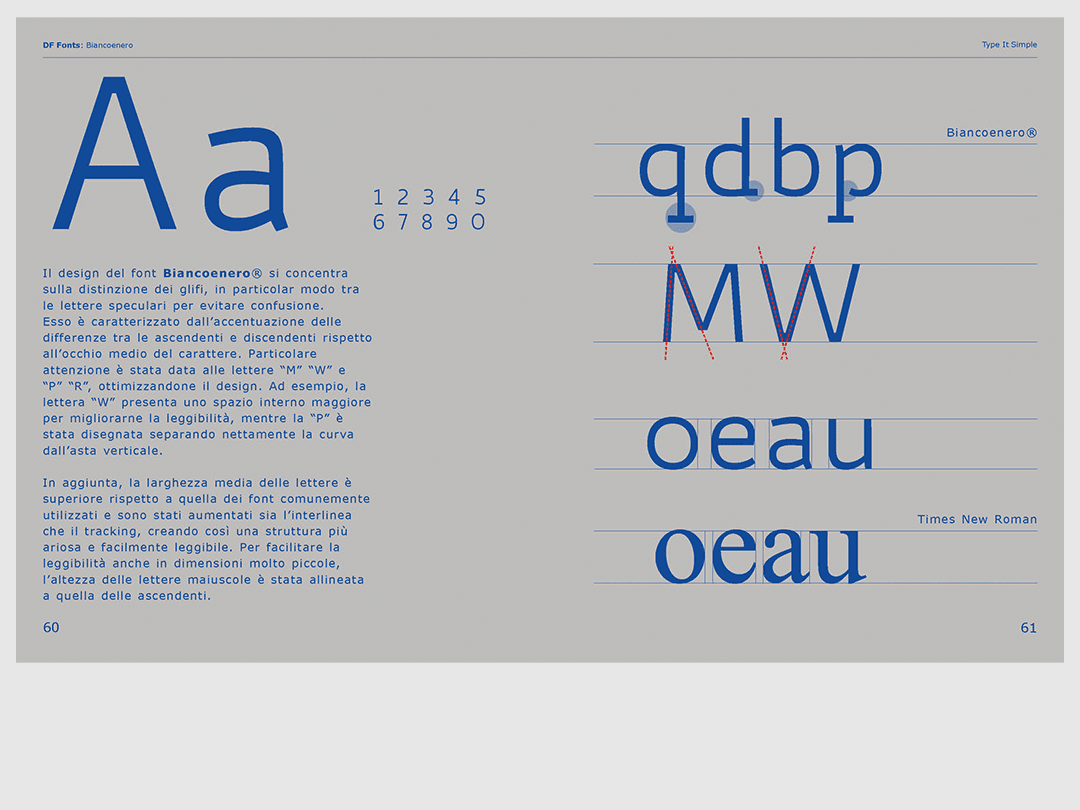 DF Fonts: Biancoenero
Type It Simple
Aa
1 2 3 4 5
6 7 8 9 0
Il design del font Biancoenero® si concentra
sulla distinzione dei glifi, in particolar modo tra
le lettere speculari per evitare confusione.
Esso è caratterizzato dall’accentuazione delle
differenze tra le ascendenti e discendenti rispetto
all’occhio medio del carattere. Particolare
attenzione è stata data alle lettere “M” “W” e
“P” “R”, ottimizzandone il design. Ad esempio, la
lettera “W” presenta uno spazio interno maggiore
per migliorarne la leggibilità, mentre la “P” è
stata disegnata separando nettamente la curva
dall’asta verticale.
In aggiunta, la larghezza media delle lettere è
superiore rispetto a quella dei font comunemente
utilizzati e sono stati aumentati sia l’interlinea
che il tracking, creando così una struttura più
ariosa e facilmente leggibile. Per facilitare la
leggibilità anche in dimensioni molto piccole,
l’altezza delle lettere maiuscole è stata allineata
a quella delle ascendenti.
60
Biancoenero®
qdbp
MW
oeau
Times New Roman
oeau
61